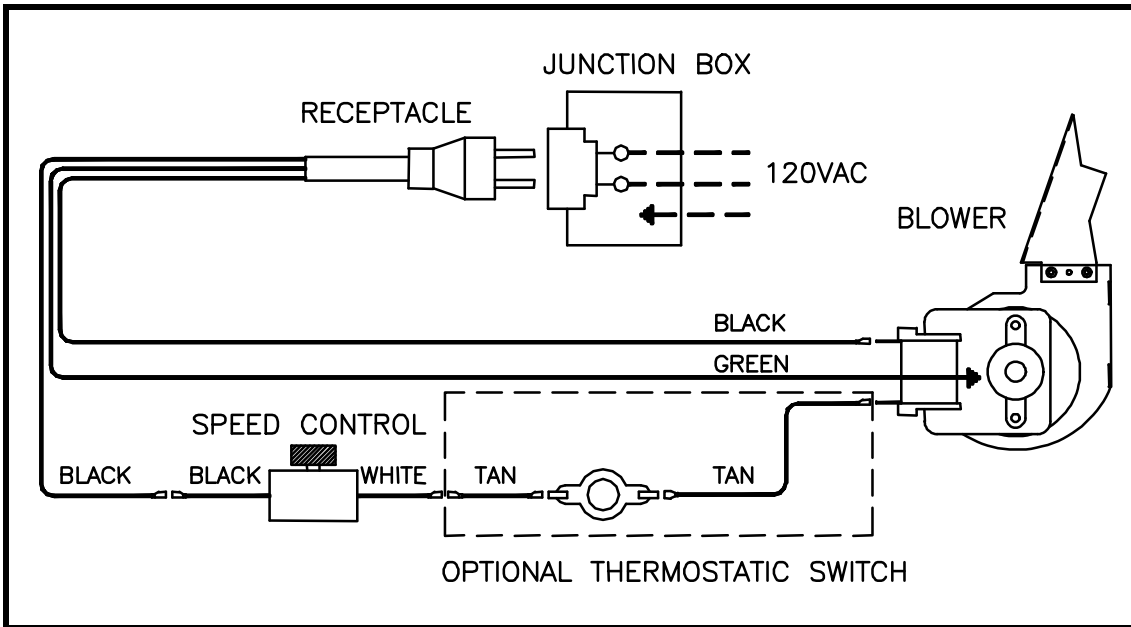 JUNCTION BOX
RECEPTACLE
120VAC
BLOWER
BLACK
GREEN
SPEED CONTROL
BLACK
BLACK
WHITE
TAN
TAN
OPTIONAL THERMOSTATIC SWITCH